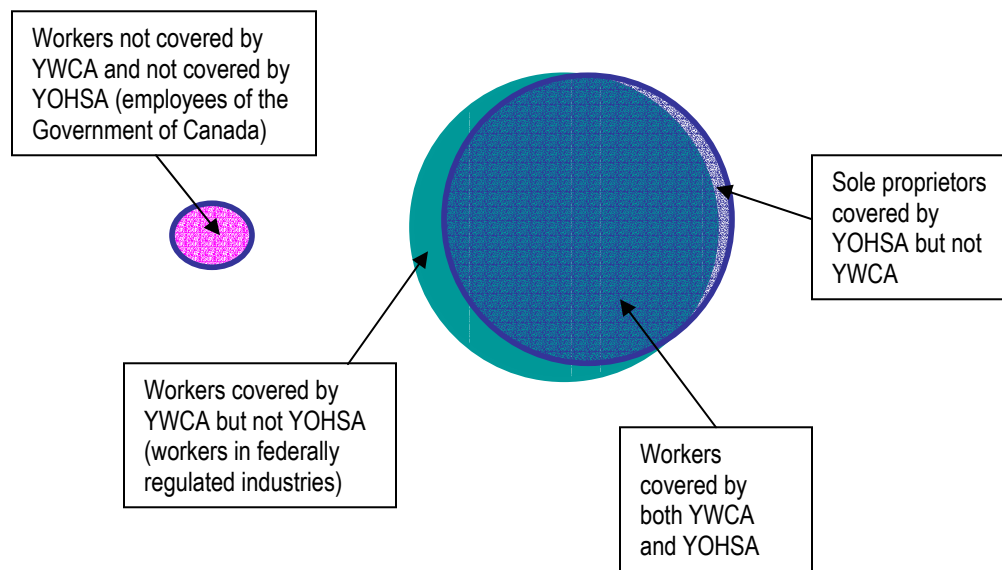 Workers not covered by
YWCA and not covered by
YOHSA (employees of the
Government of Canada)
Sole proprietors
covered by
YOHSA but not
YWCA
Workers covered by
YWCA but not YOHSA
(workers in federally
regulated industries)
Workers
covered by
both YWCA
and YOHSA